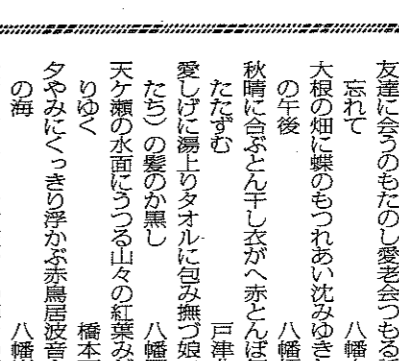 友達に会うのもたのし愛老会つもる
忘れて　　　　　　八幡
大根の畑に蝶のもつれあい沈みゆき
の午後　　　　　　八幡
秋晴に合ぶとん干し衣がへ赤とんぼ
たたずむ　　　　　戸津
愛しげに湯上りタオルに包み撫づ娘
たち）の髪のか黒し　八幡
天ケ瀬の水面にうつる山々の紅葉み
りゆく　　　　　　橋本
夕やみにくっきり浮かぶ赤鳥居波音
の海　　　　　　　八幡